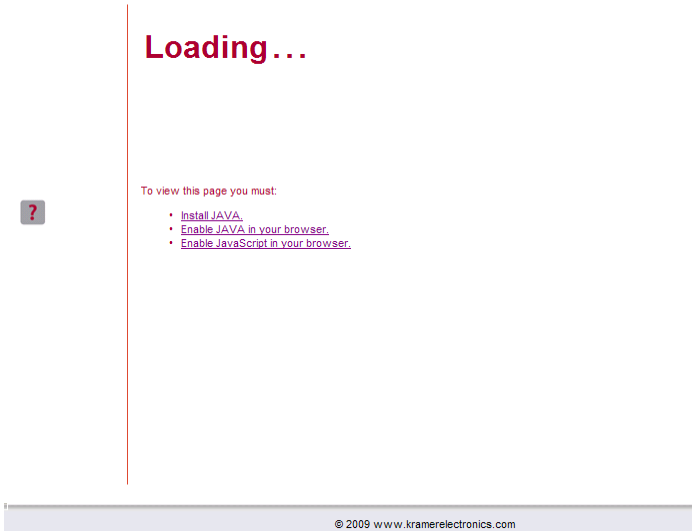 Loading...
To view this page you must:
• Install JAVA.
• Enable JAVA in your browser.
• Enable JavaScript in your browser.
?
© 2009 www.kramerelectronics.com